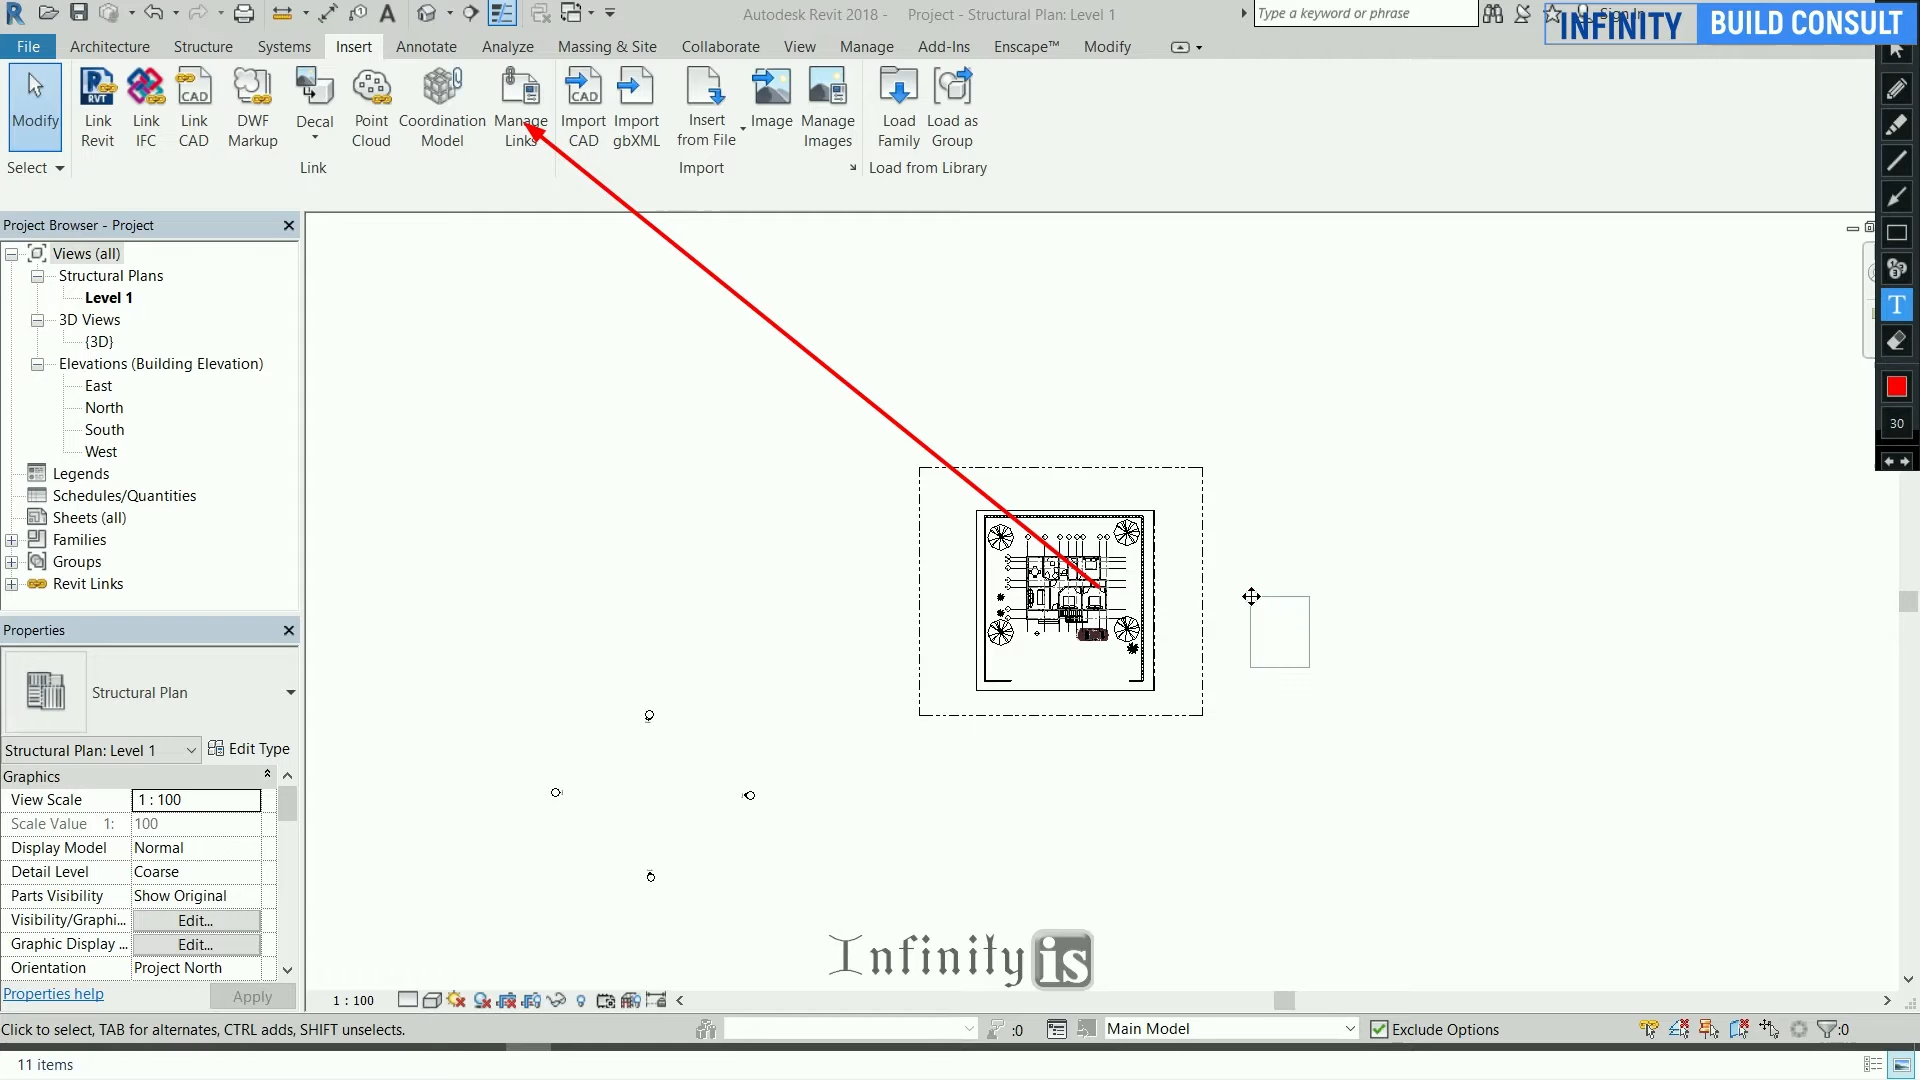 Autodesk Revit 2018 - Project - Structural Plan: Level 1
Type a keyword or phrase
Sign In
INFINITY BUILD CONSULT
File Architecture Structure Systems Insert Annotate Analyze Massing & Site Collaborate View Manage Add-Ins Enscape™ Modify
RVT
CAD
CAD
Modify
Link Revit
Link IFC
Link CAD
DWF Markup
Decal
Point Cloud
Coordination Model
Manage Links
Import CAD
Import gbXML
Insert from File
Image
Manage Images
Load Family
Load as Group
Select
Link
Import
Load from Library
Project Browser - Project
Views (all)
Structural Plans
Level 1
3D Views
{3D}
Elevations (Building Elevation)
East
North
South
West
Legends
Schedules/Quantities
Sheets (all)
Families
Groups
Revit Links
T
30
Properties
Structural Plan
Structural Plan: Level 1
Edit Type
Graphics
View Scale 1 : 100
Scale Value 1: 100
Display Model Normal
Detail Level Coarse
Parts Visibility Show Original
Visibility/Graphi... Edit...
Graphic Display ... Edit...
Orientation Project North
Properties help
Apply
Infinity is
1 : 100
Click to select, TAB for alternates, CTRL adds, SHIFT unselects.
:0
Main Model
Exclude Options
:0
11 items